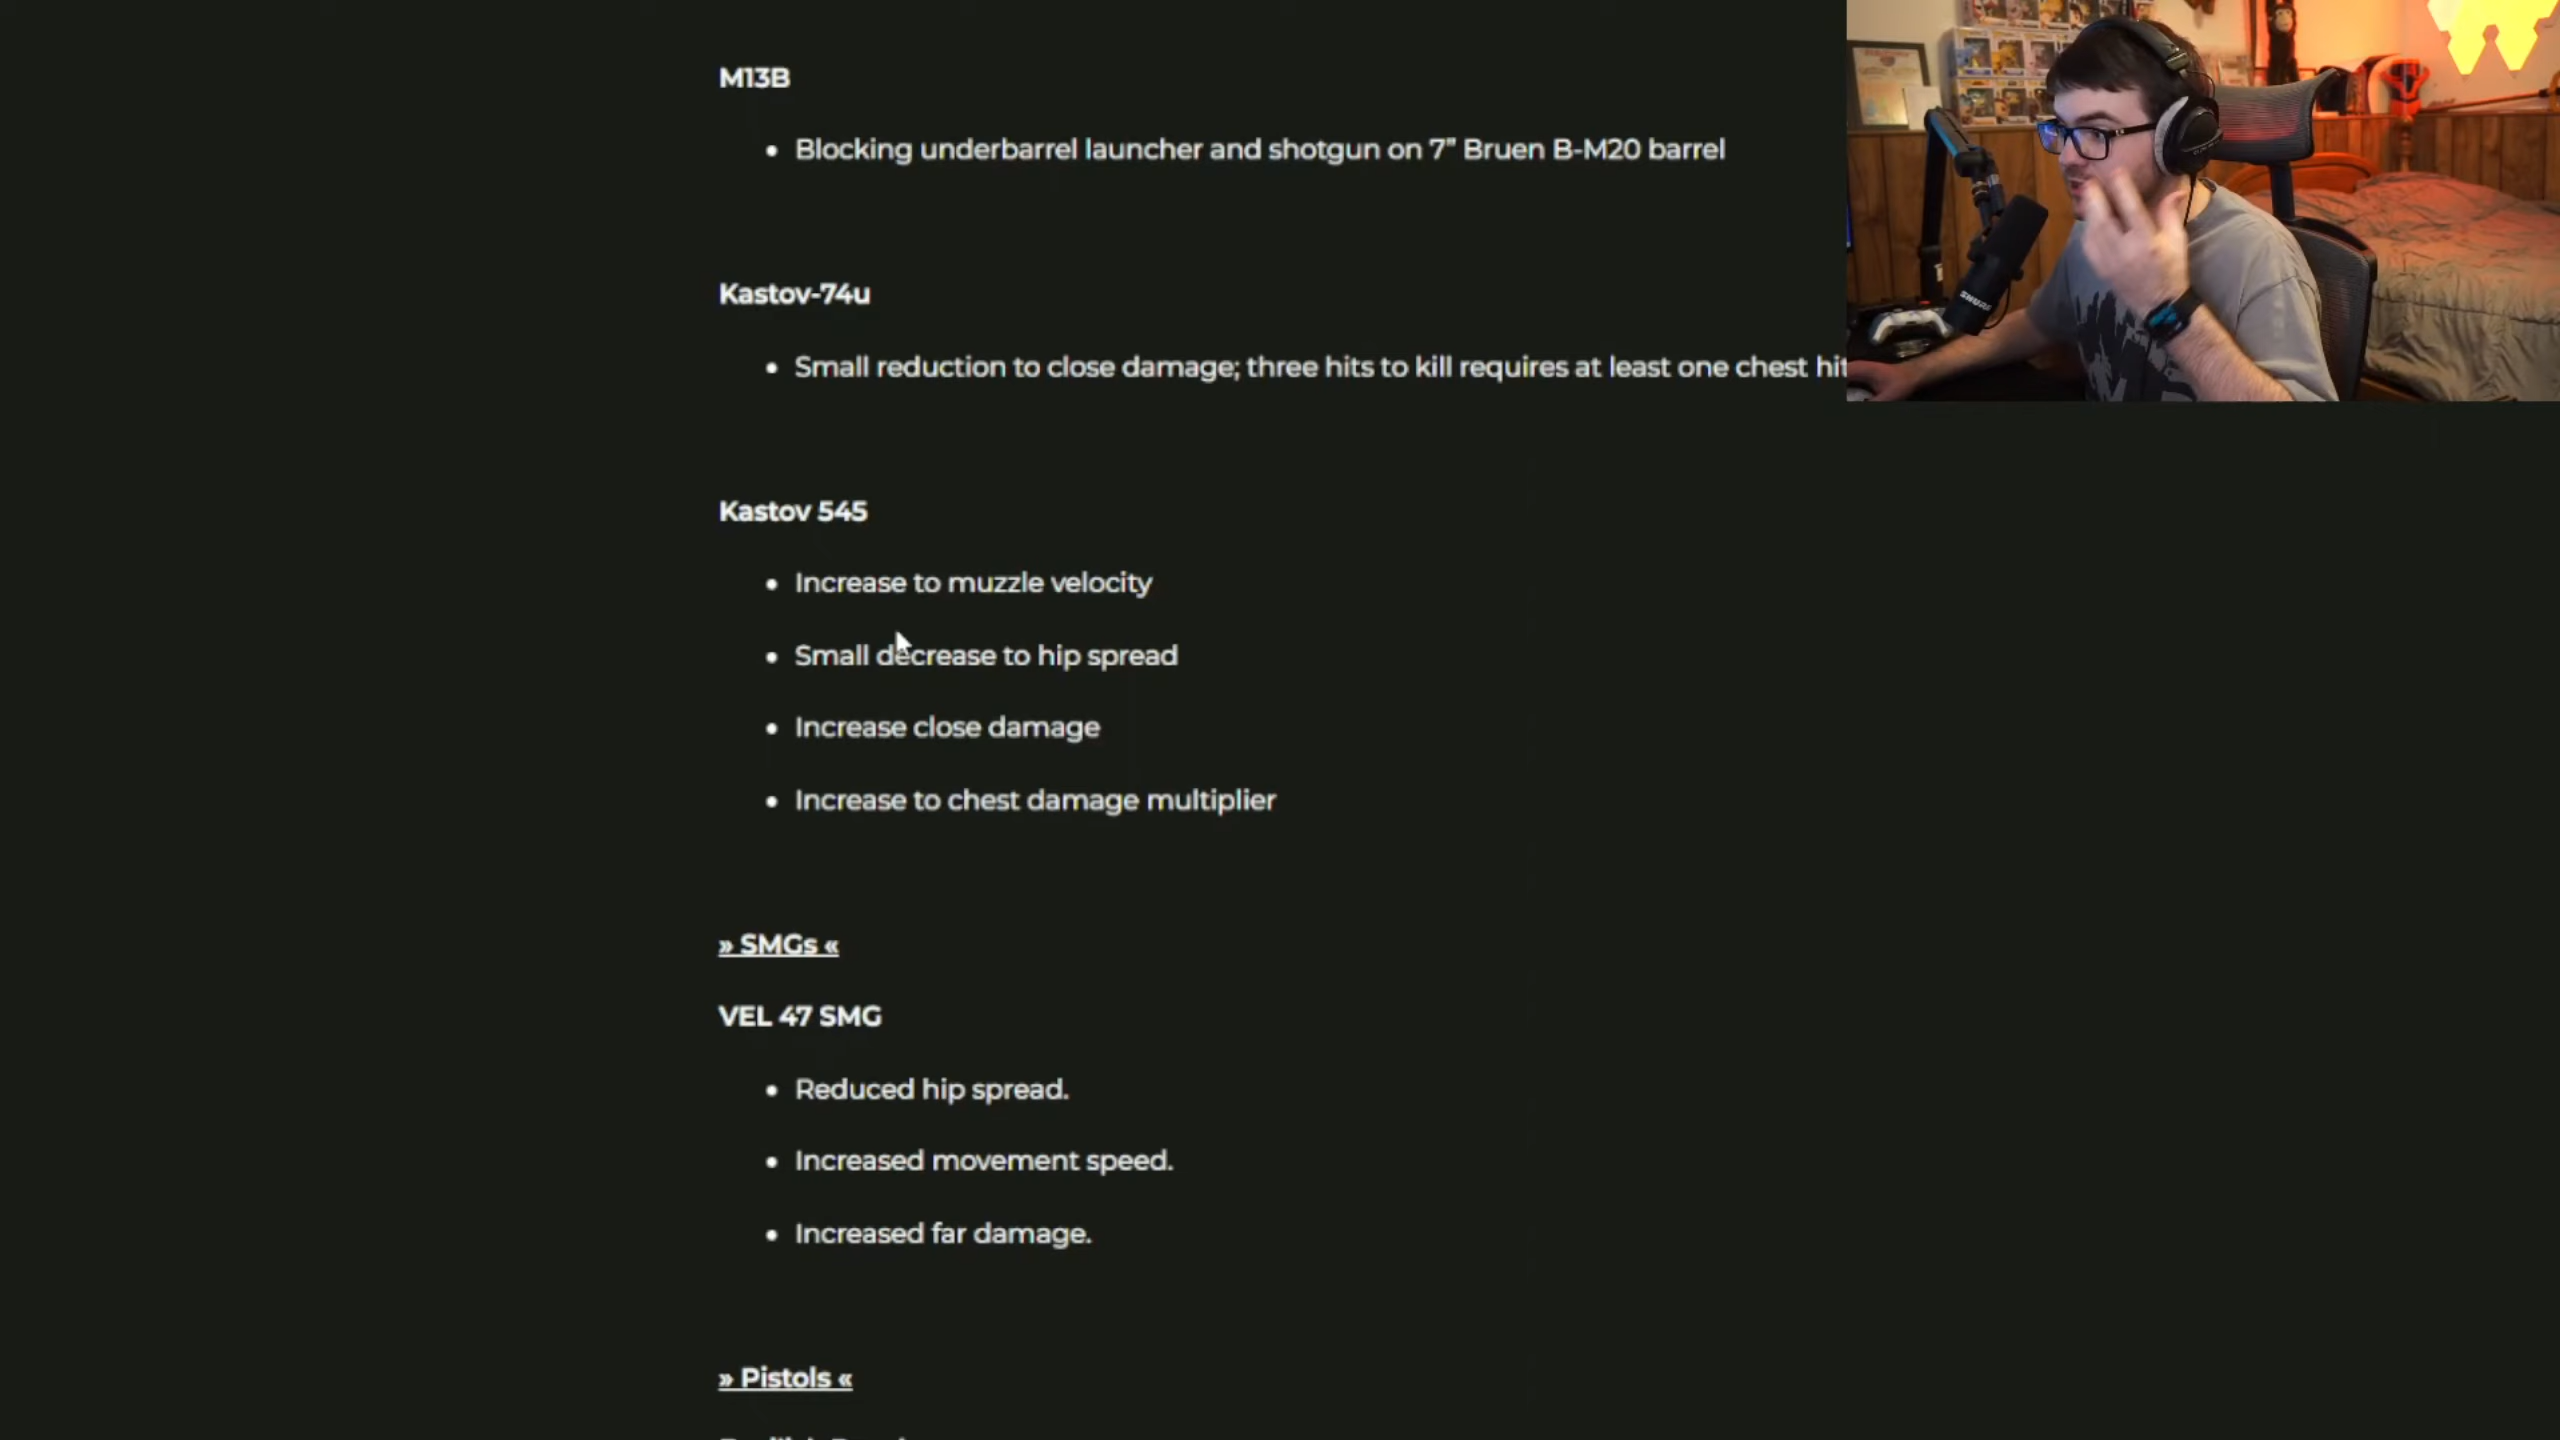 M13B
• Blocking underbarrel launcher and shotgun on 7” Bruen B-M20 barrel
Kastov-74u
• Small reduction to close damage; three hits to kill requires at least one chest hit
Kastov 545
• Increase to muzzle velocity
• Small decrease to hip spread
• Increase close damage
• Increase to chest damage multiplier
» SMGs «
VEL 47 SMG
• Reduced hip spread.
• Increased movement speed.
• Increased far damage.
» Pistols «
SHURE